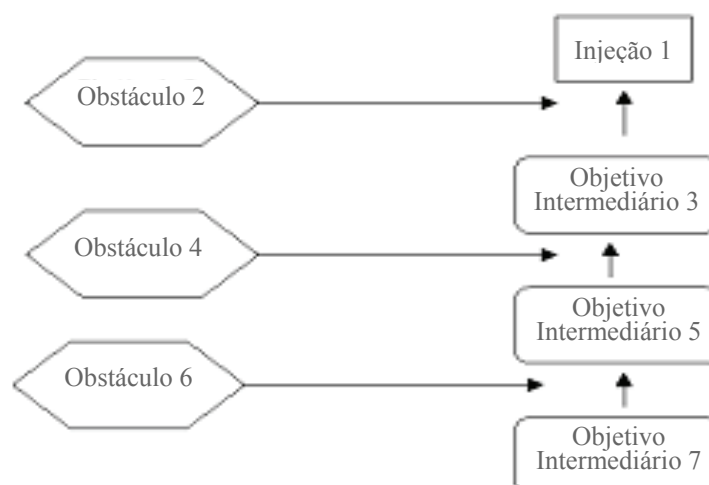 Injeção 1
Obstáculo 2
Objetivo
Intermediário 3
Obstáculo 4
Objetivo
Intermediário 5
Obstáculo 6
Objetivo
Intermediário 7